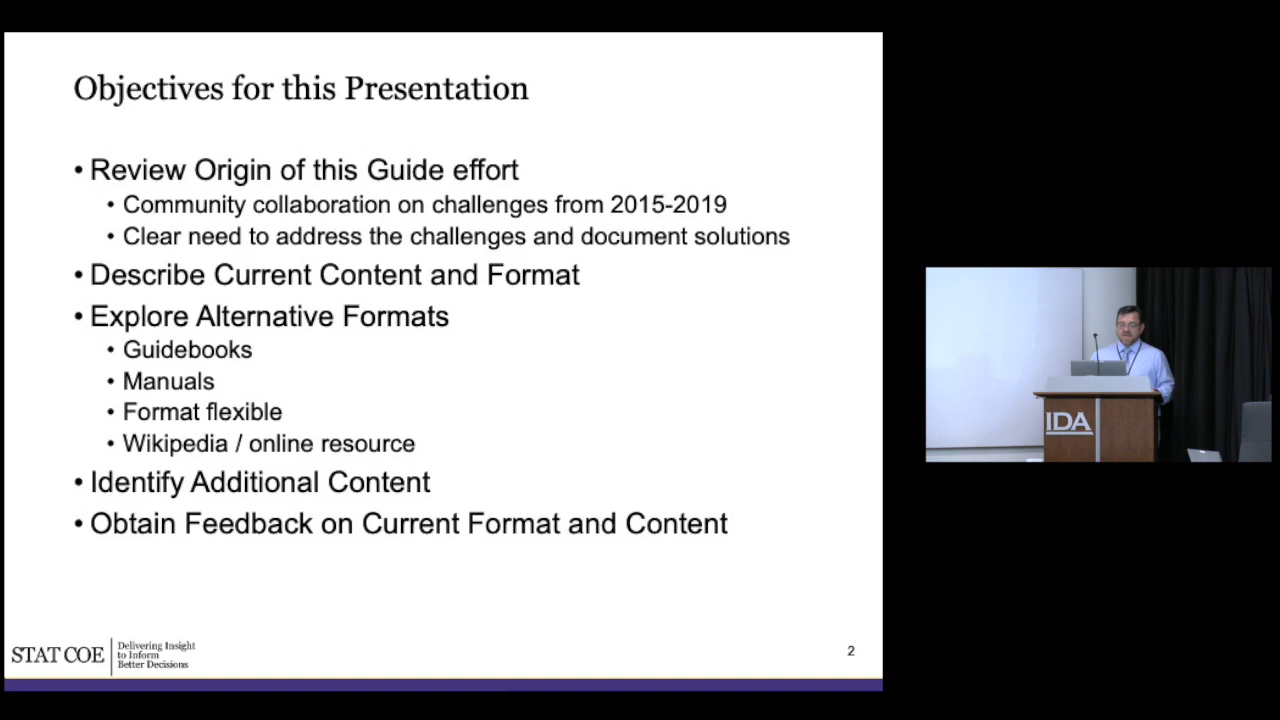 Objectives for this Presentation
• Review Origin of this Guide effort
• Community collaboration on challenges from 2015-2019
• Clear need to address the challenges and document solutions
• Describe Current Content and Format
• Explore Alternative Formats
• Guidebooks
• Manuals
• Format flexible
• Wikipedia / online resource
• Identify Additional Content
• Obtain Feedback on Current Format and Content
STAT COE
Delivering Insight
to Inform
Better Decisions
2
IDA